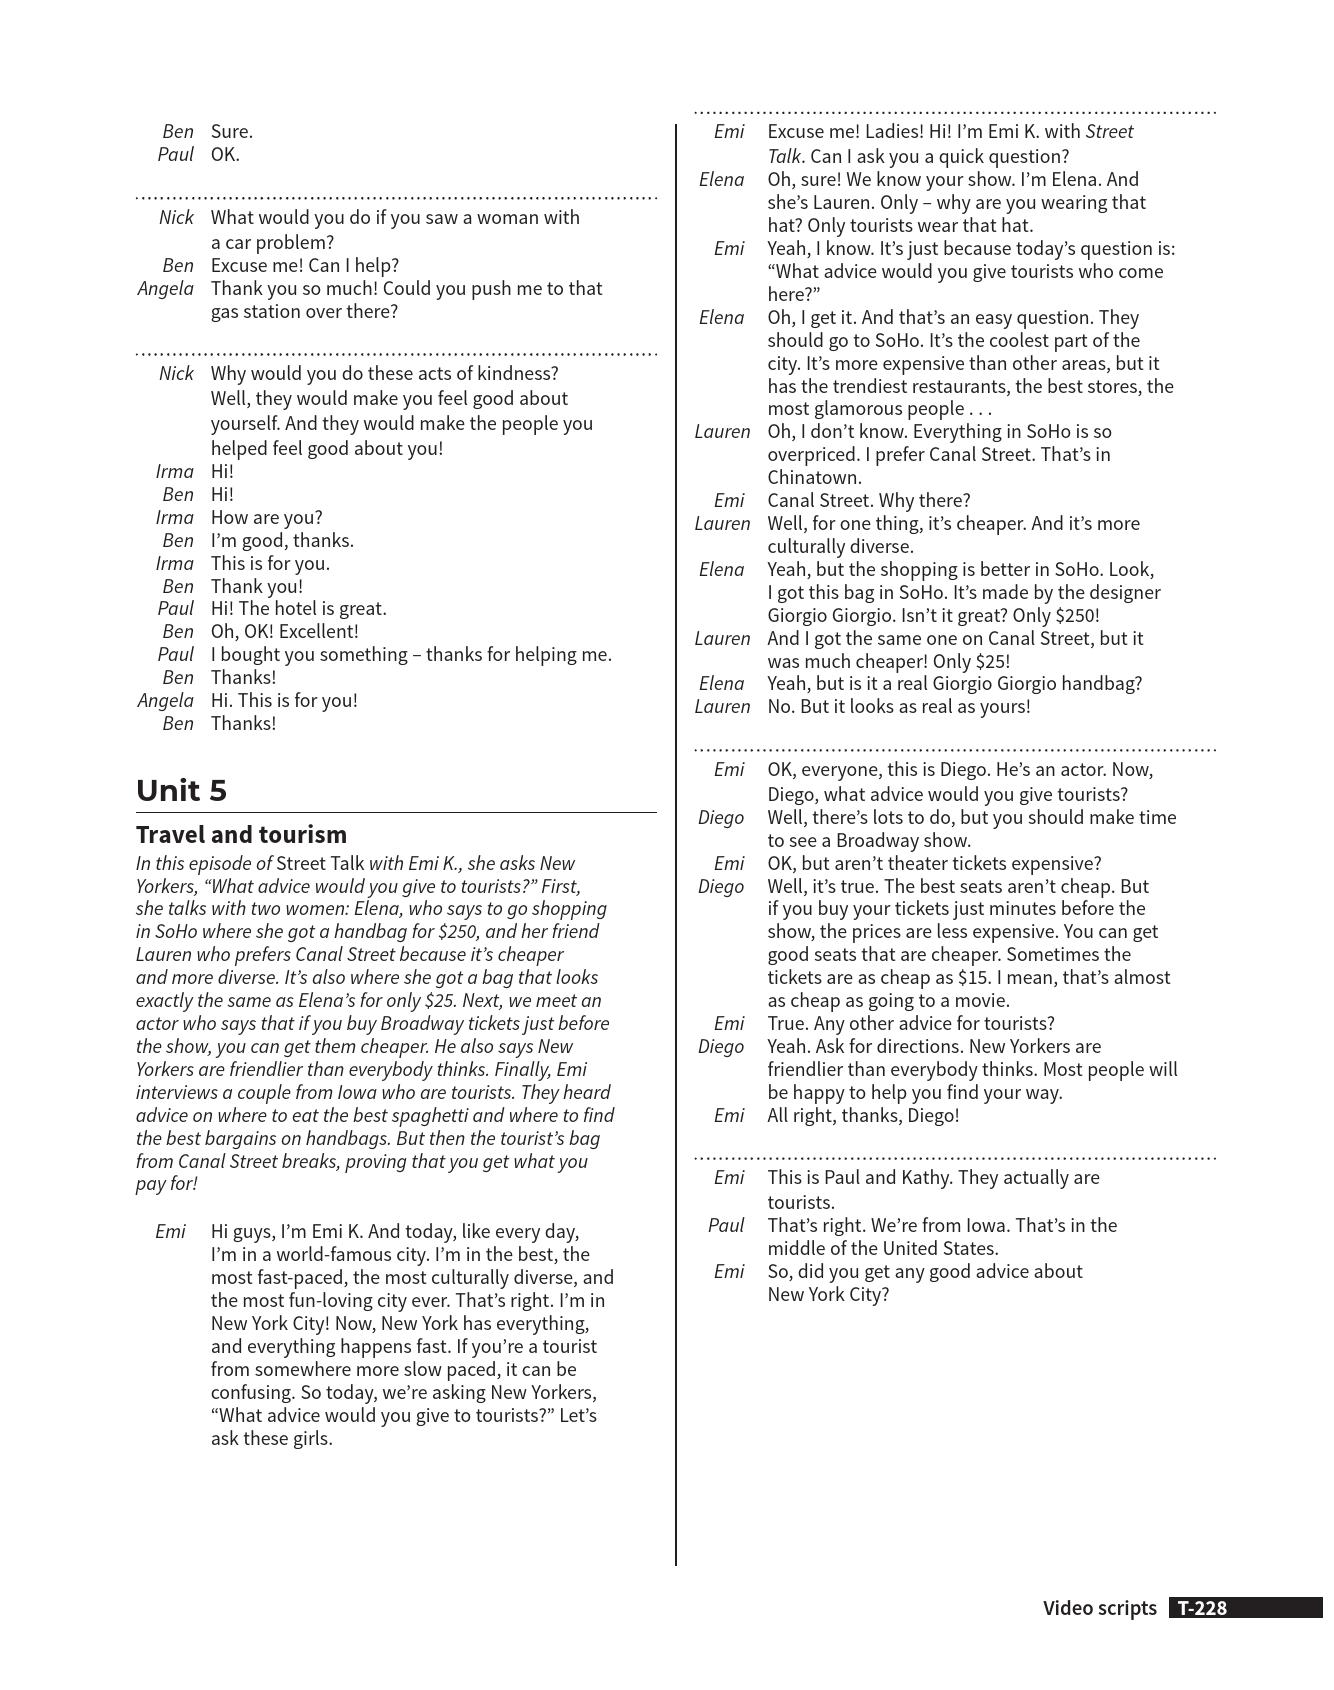 Ben Sure.
Paul OK.
Nick What would you do if you saw a woman with
a car problem?
Ben Excuse me! Can I help?
Angela Thank you so much! Could you push me to that
gas station over there?
Nick Why would you do these acts of kindness?
Well, they would make you feel good about
yourself. And they would make the people you
helped feel good about you!
Irma Hi!
Ben Hi!
Irma How are you?
Ben I’m good, thanks.
Irma This is for you.
Ben Thank you!
Paul Hi! The hotel is great.
Ben Oh, OK! Excellent!
Paul I bought you something – thanks for helping me.
Ben Thanks!
Angela Hi. This is for you!
Ben Thanks!
Unit 5
Travel and tourism
In this episode of Street Talk with Emi K., she asks New
Yorkers, “What advice would you give to tourists?” First,
she talks with two women: Elena, who says to go shopping
in SoHo where she got a handbag for $250, and her friend
Lauren who prefers Canal Street because it’s cheaper
and more diverse. It’s also where she got a bag that looks
exactly the same as Elena’s for only $25. Next, we meet an
actor who says that if you buy Broadway tickets just before
the show, you can get them cheaper. He also says New
Yorkers are friendlier than everybody thinks. Finally, Emi
interviews a couple from Iowa who are tourists. They heard
advice on where to eat the best spaghetti and where to find
the best bargains on handbags. But then the tourist’s bag
from Canal Street breaks, proving that you get what you
pay for!
Emi Hi guys, I’m Emi K. And today, like every day,
I’m in a world-famous city. I’m in the best, the
most fast-paced, the most culturally diverse, and
the most fun-loving city ever. That’s right. I’m in
New York City! Now, New York has everything,
and everything happens fast. If you’re a tourist
from somewhere more slow paced, it can be
confusing. So today, we’re asking New Yorkers,
“What advice would you give to tourists?” Let’s
ask these girls.
Emi Excuse me! Ladies! Hi! I’m Emi K. with Street
Talk. Can I ask you a quick question?
Elena Oh, sure! We know your show. I’m Elena. And
she’s Lauren. Only – why are you wearing that
hat? Only tourists wear that hat.
Emi Yeah, I know. It’s just because today’s question is:
“What advice would you give tourists who come
here?”
Elena Oh, I get it. And that’s an easy question. They
should go to SoHo. It’s the coolest part of the
city. It’s more expensive than other areas, but it
has the trendiest restaurants, the best stores, the
most glamorous people . . .
Lauren Oh, I don’t know. Everything in SoHo is so
overpriced. I prefer Canal Street. That’s in
Chinatown.
Emi Canal Street. Why there?
Lauren Well, for one thing, it’s cheaper. And it’s more
culturally diverse.
Elena Yeah, but the shopping is better in SoHo. Look,
I got this bag in SoHo. It’s made by the designer
Giorgio Giorgio. Isn’t it great? Only $250!
Lauren And I got the same one on Canal Street, but it
was much cheaper! Only $25!
Elena Yeah, but is it a real Giorgio Giorgio handbag?
Lauren No. But it looks as real as yours!
Emi OK, everyone, this is Diego. He’s an actor. Now,
Diego, what advice would you give tourists?
Diego Well, there’s lots to do, but you should make time
to see a Broadway show.
Emi OK, but aren’t theater tickets expensive?
Diego Well, it’s true. The best seats aren’t cheap. But
if you buy your tickets just minutes before the
show, the prices are less expensive. You can get
good seats that are cheaper. Sometimes the
tickets are as cheap as $15. I mean, that’s almost
as cheap as going to a movie.
Emi True. Any other advice for tourists?
Diego Yeah. Ask for directions. New Yorkers are
friendlier than everybody thinks. Most people will
be happy to help you find your way.
Emi All right, thanks, Diego!
Emi This is Paul and Kathy. They actually are
tourists.
Paul That’s right. We’re from Iowa. That’s in the
middle of the United States.
Emi So, did you get any good advice about
New York City?
Video scripts T-228